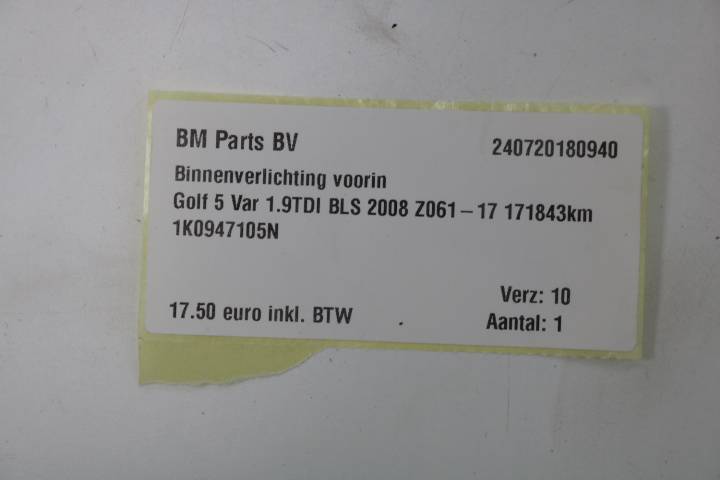 BM Parts BV 240720180940
Binnenverlichting voorin
Golf 5 Var 1.9TDI BLS 2008 Z061-17 171843km
1K0947105N
Verz: 10
17.50 euro inkl. BTW Aantal: 1